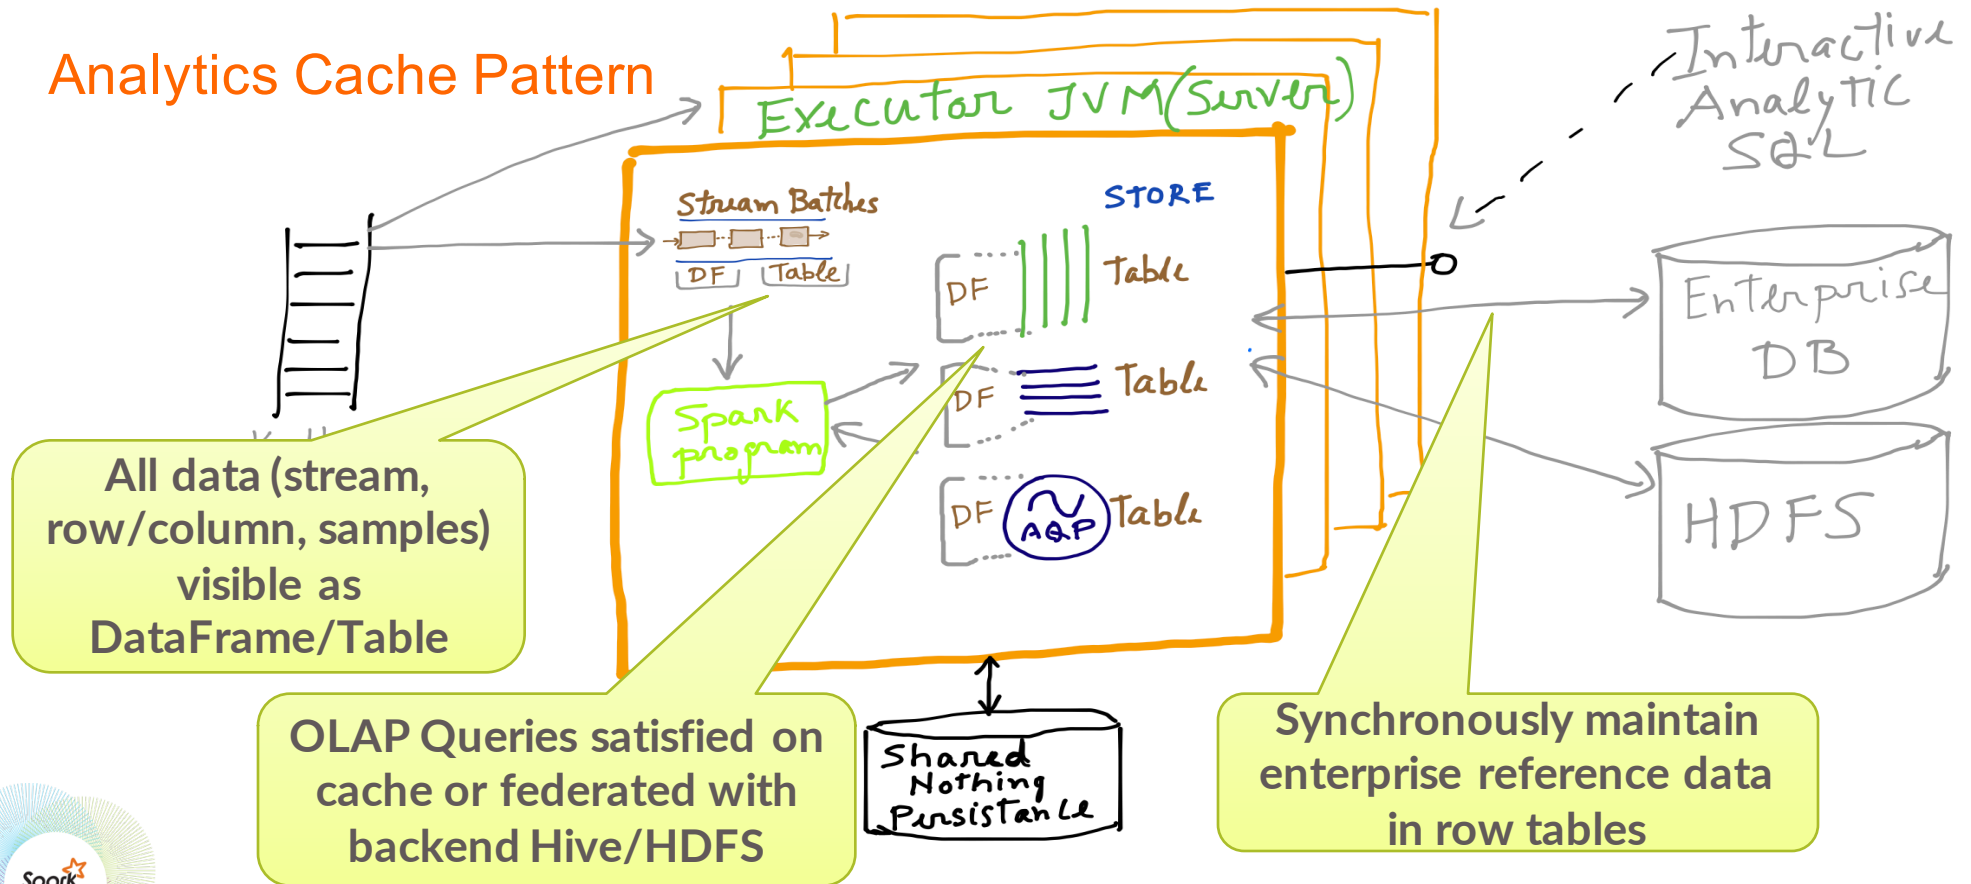 Analytics Cache Pattern
Executor JVM (Server)
Interactive
Analytic
SQL
Stream Batches
DF
Table
STORE
DF
Table
DF
Table
DF
AQP
Table
Spark
program
Enterprise
DB
HDFS
All data (stream,
row/column, samples)
visible as
DataFrame/Table
OLAP Queries satisfied on
cache or federated with
backend Hive/HDFS
Shared
Nothing
Persistance
Synchronously maintain
enterprise reference data
in row tables
Spark